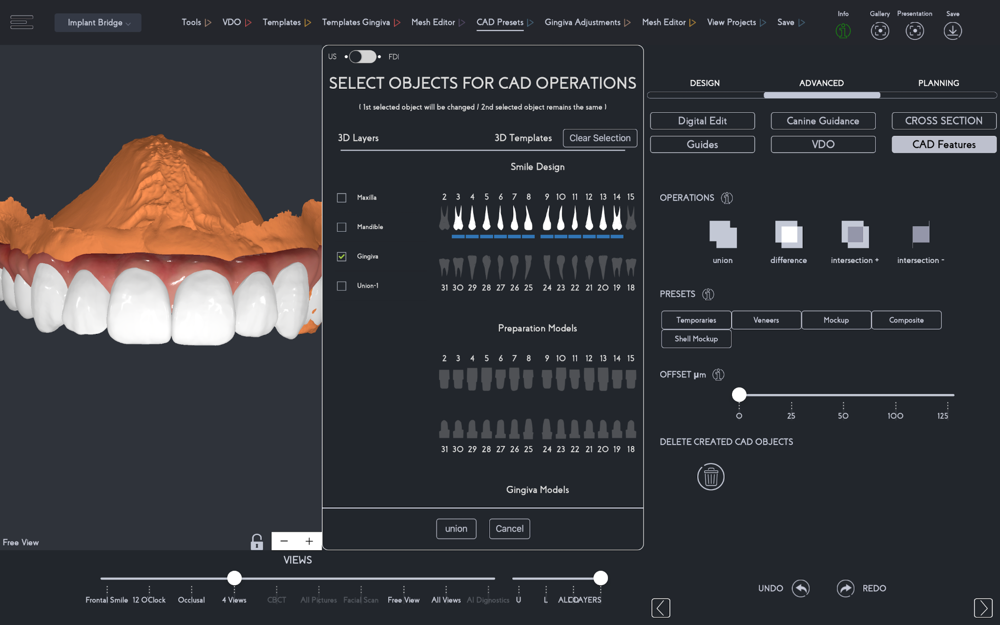 Implant Bridge
Tools VDO Templates Templates Gingiva Mesh Editor CAD Presets Gingiva Adjustments Mesh Editor View Projects Save
Info Gallery Presentation Save
US FDI
SELECT OBJECTS FOR CAD OPERATIONS
( 1st selected object will be changed / 2nd selected object remains the same )
3D Layers 3D Templates Clear Selection
Smile Design
Maxilla
Mandible
Gingiva
Union-1
2 3 4 5 6 7 8 9 10 11 12 13 14 15
31 30 29 28 27 26 25 24 23 22 21 20 19 18
Preparation Models
2 3 4 5 6 7 8 9 10 11 12 13 14 15
31 30 29 28 27 26 25 24 23 22 21 20 19 18
Gingiva Models
union Cancel
DESIGN ADVANCED PLANNING
Digital Edit Canine Guidance CROSS SECTION
Guides VDO CAD Features
OPERATIONS
union difference intersection + intersection -
PRESETS
Temporaries Veneers Mockup Composite
Shell Mockup
OFFSET µm
0 25 50 100 125
DELETE CREATED CAD OBJECTS
Free View
− +
VIEWS
Frontal Smile 12 O'Clock Occlusal 4 Views CBCT All Pictures Facial Scan Free View All Views AI Dignostics
U L
UNDO REDO